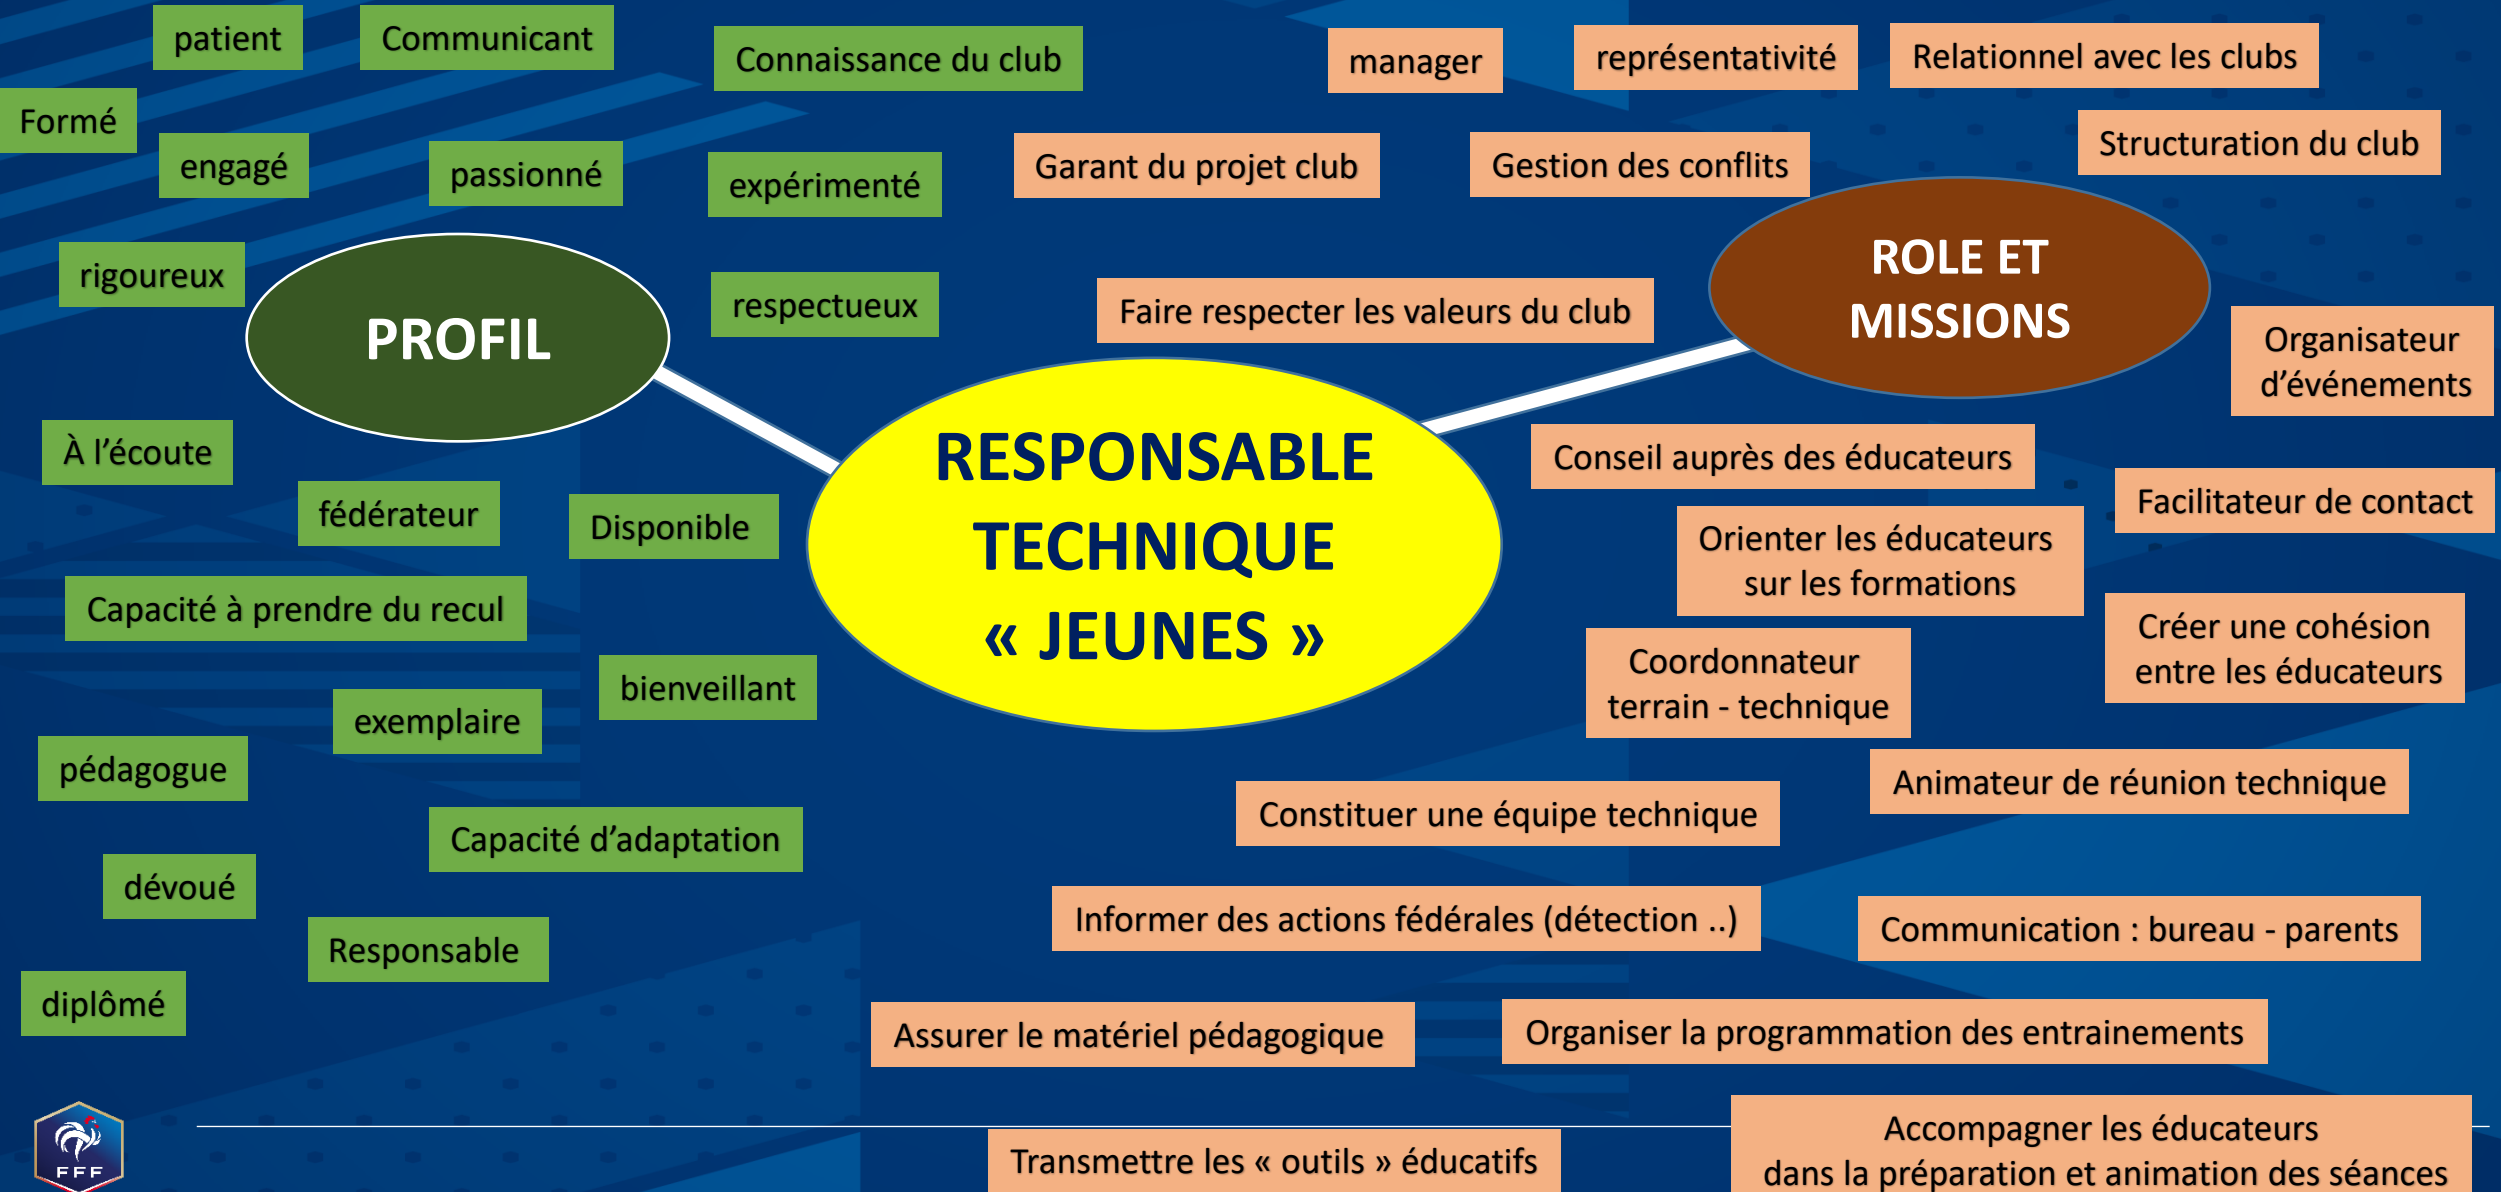 patient
Communicant
Connaissance du club
Formé
engagé
passionné
expérimenté
rigoureux
respectueux
PROFIL
À l’écoute
fédérateur
Disponible
Capacité à prendre du recul
bienveillant
exemplaire
pédagogue
Capacité d’adaptation
dévoué
Responsable
diplômé
RESPONSABLE
TECHNIQUE
« JEUNES »
manager
représentativité
Relationnel avec les clubs
Garant du projet club
Gestion des conflits
Structuration du club
ROLE ET
MISSIONS
Faire respecter les valeurs du club
Organisateur
d’événements
Conseil auprès des éducateurs
Facilitateur de contact
Orienter les éducateurs
sur les formations
Créer une cohésion
entre les éducateurs
Coordonnateur
terrain - technique
Animateur de réunion technique
Constituer une équipe technique
Informer des actions fédérales (détection ..)
Communication : bureau - parents
Assurer le matériel pédagogique
Organiser la programmation des entrainements
Transmettre les « outils » éducatifs
Accompagner les éducateurs
dans la préparation et animation des séances
FFF